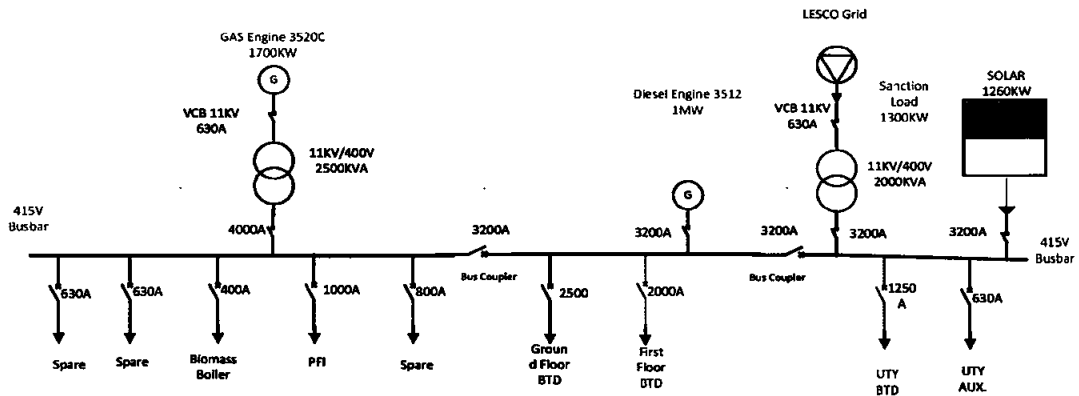 LESCO Grid
GAS Engine 3520C
1700KW
G
VCB 11KV
630A
11KV/400V
2500KVA
4000A
Diesel Engine 3512
1MW
G
3200A
VCB 11KV
630A
Sanction
Load
1300KW
11KV/400V
2000KVA
3200A
SOLAR
1260KW
3200A
415V
Busbar
3200A
Bus Coupler
3200A
Bus Coupler
415V
Busbar
630A
630A
400A
1000A
800A
2500
2000A
1250
A
630A
Spare
Spare
Biomass
Boiler
PFI
Spare
Groun
d Floor
BTD
First
Floor
BTD
UTY
BTD
UTY
AUX.